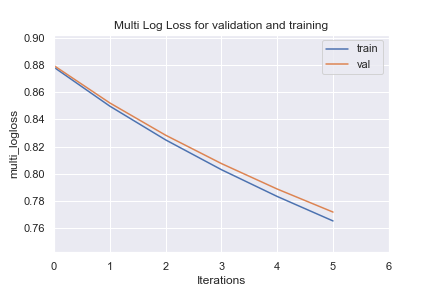 Multi Log Loss for validation and training
0.90
0.88
0.86
0.84
0.82
0.80
0.78
0.76
multi_logloss
train
val
0 1 2 3 4 5 6
Iterations